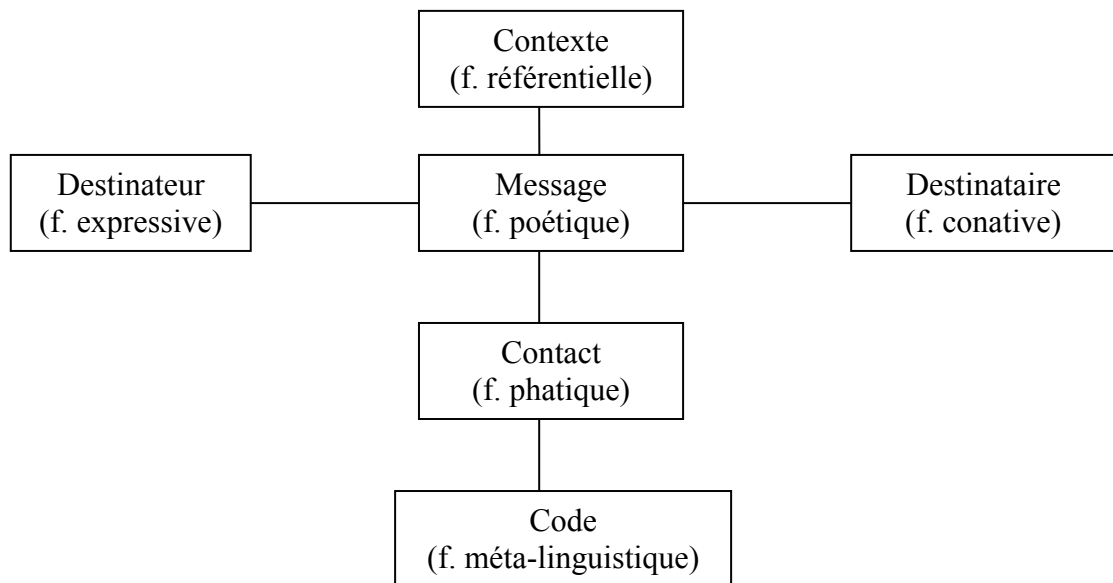 Contexte
(f. référentielle)
Destinateur
(f. expressive)
Message
(f. poétique)
Destinataire
(f. conative)
Contact
(f. phatique)
Code
(f. méta-linguistique)